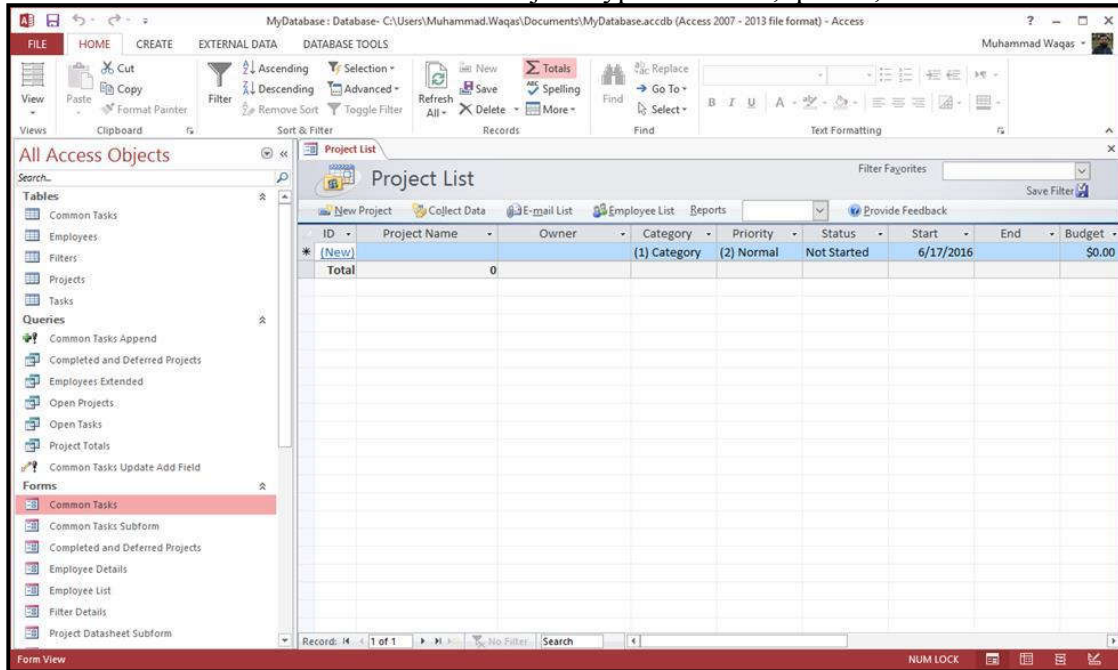 MyDatabase : Database- C:\Users\Muhammad.Waqas\Documents\MyDatabase.accdb (Access 2007 - 2013 file format) - Access
FILE HOME CREATE EXTERNAL DATA DATABASE TOOLS Muhammad Waqas
View Paste Cut Copy Format Painter Filter Ascending Descending Remove Sort Selection Advanced Toggle Filter Refresh All New Save Delete Totals Spelling More Find Replace Go To Select B I U A
Views Clipboard Sort & Filter Records Find Text Formatting
All Access Objects
Search...
Tables
Common Tasks
Employees
Filters
Projects
Tasks
Queries
Common Tasks Append
Completed and Deferred Projects
Employees Extended
Open Projects
Open Tasks
Project Totals
Common Tasks Update Add Field
Forms
Common Tasks
Common Tasks Subform
Completed and Deferred Projects
Employee Details
Employee List
Filter Details
Project Datasheet Subform
Project List
Project List Filter Favorites
Save Filter
New Project Collect Data E-mail List Employee List Reports Provide Feedback
ID Project Name Owner Category Priority Status Start End Budget
(New) (1) Category (2) Normal Not Started 6/17/2016 $0.00
Total 0
Record: 1 of 1 No Filter Search
Form View NUM LOCK